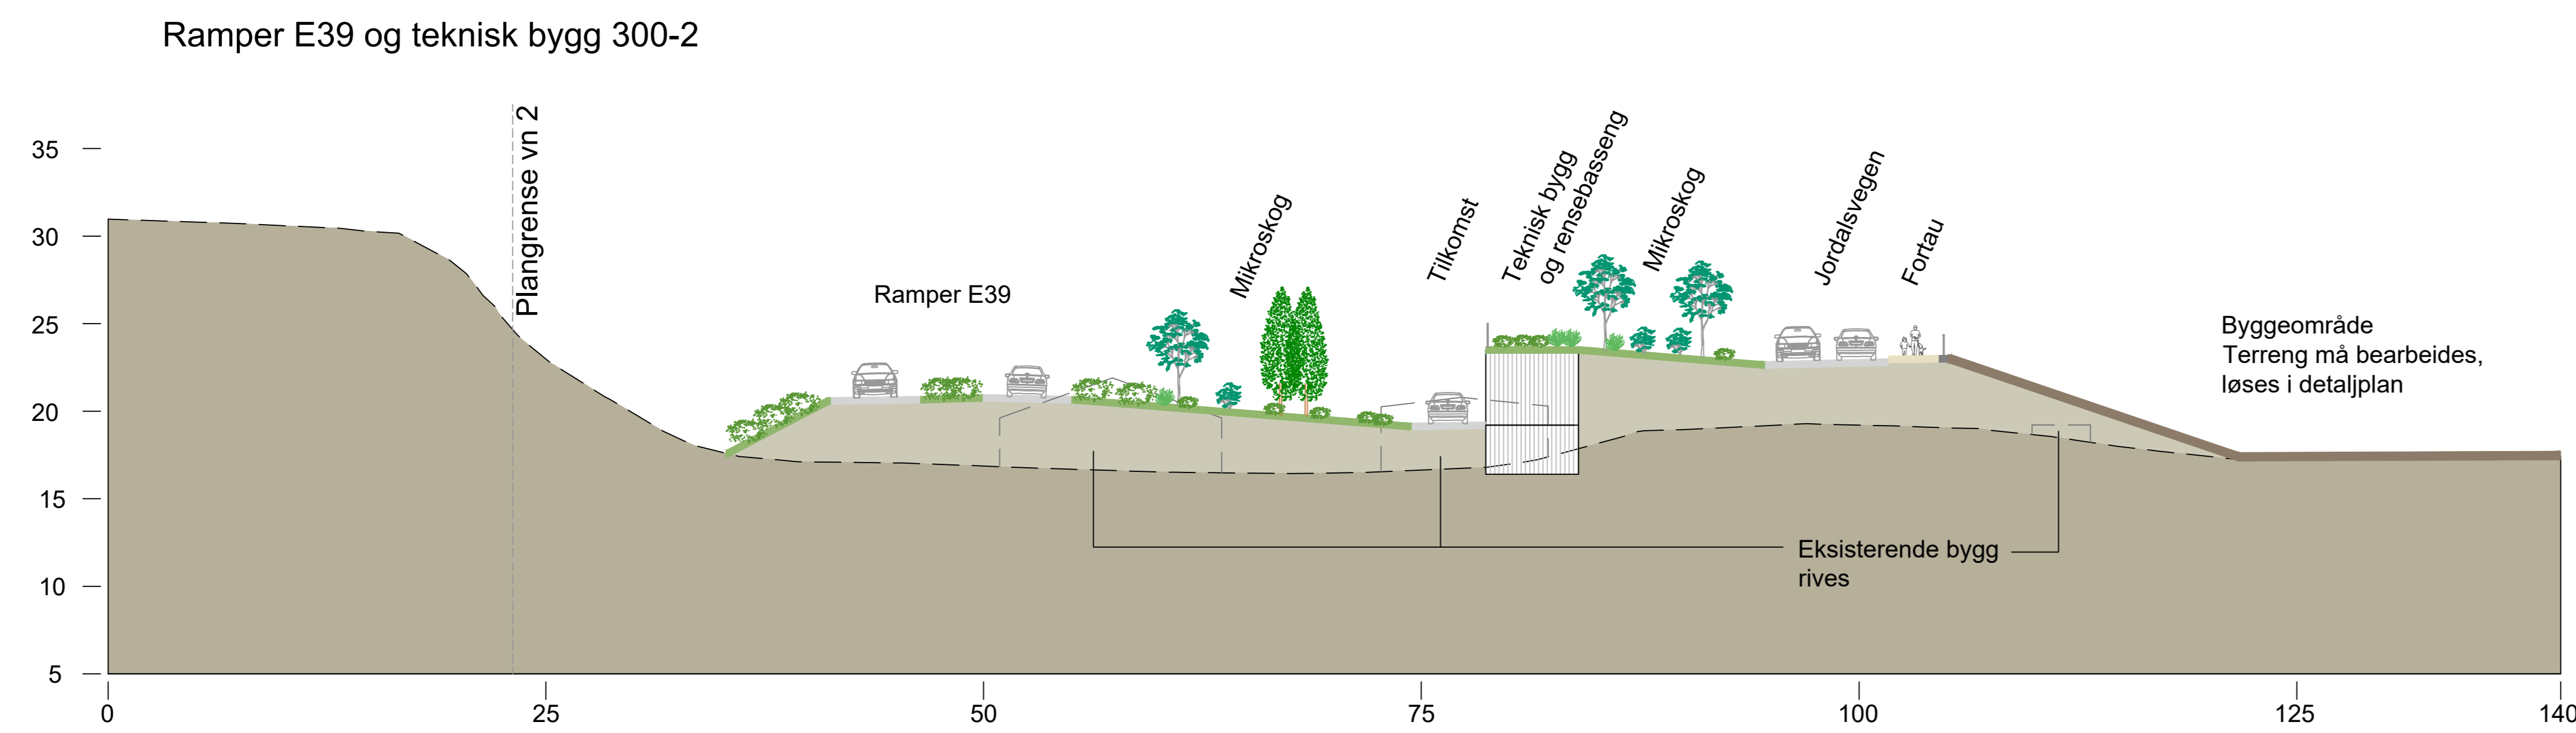 Ramper E39 og teknisk bygg 300-2
Plangrense vn 2
35
30
25
20
15
10
5
Ramper E39
Mikroskog
Tilkomst
Teknisk bygg
og rensebasseng
Mikroskog
Jordalsvegen
Fortau
Byggeområde
Terreng må bearbeides,
løses i detaljplan
Eksisterende bygg
rives
0
25
50
75
100
125
140